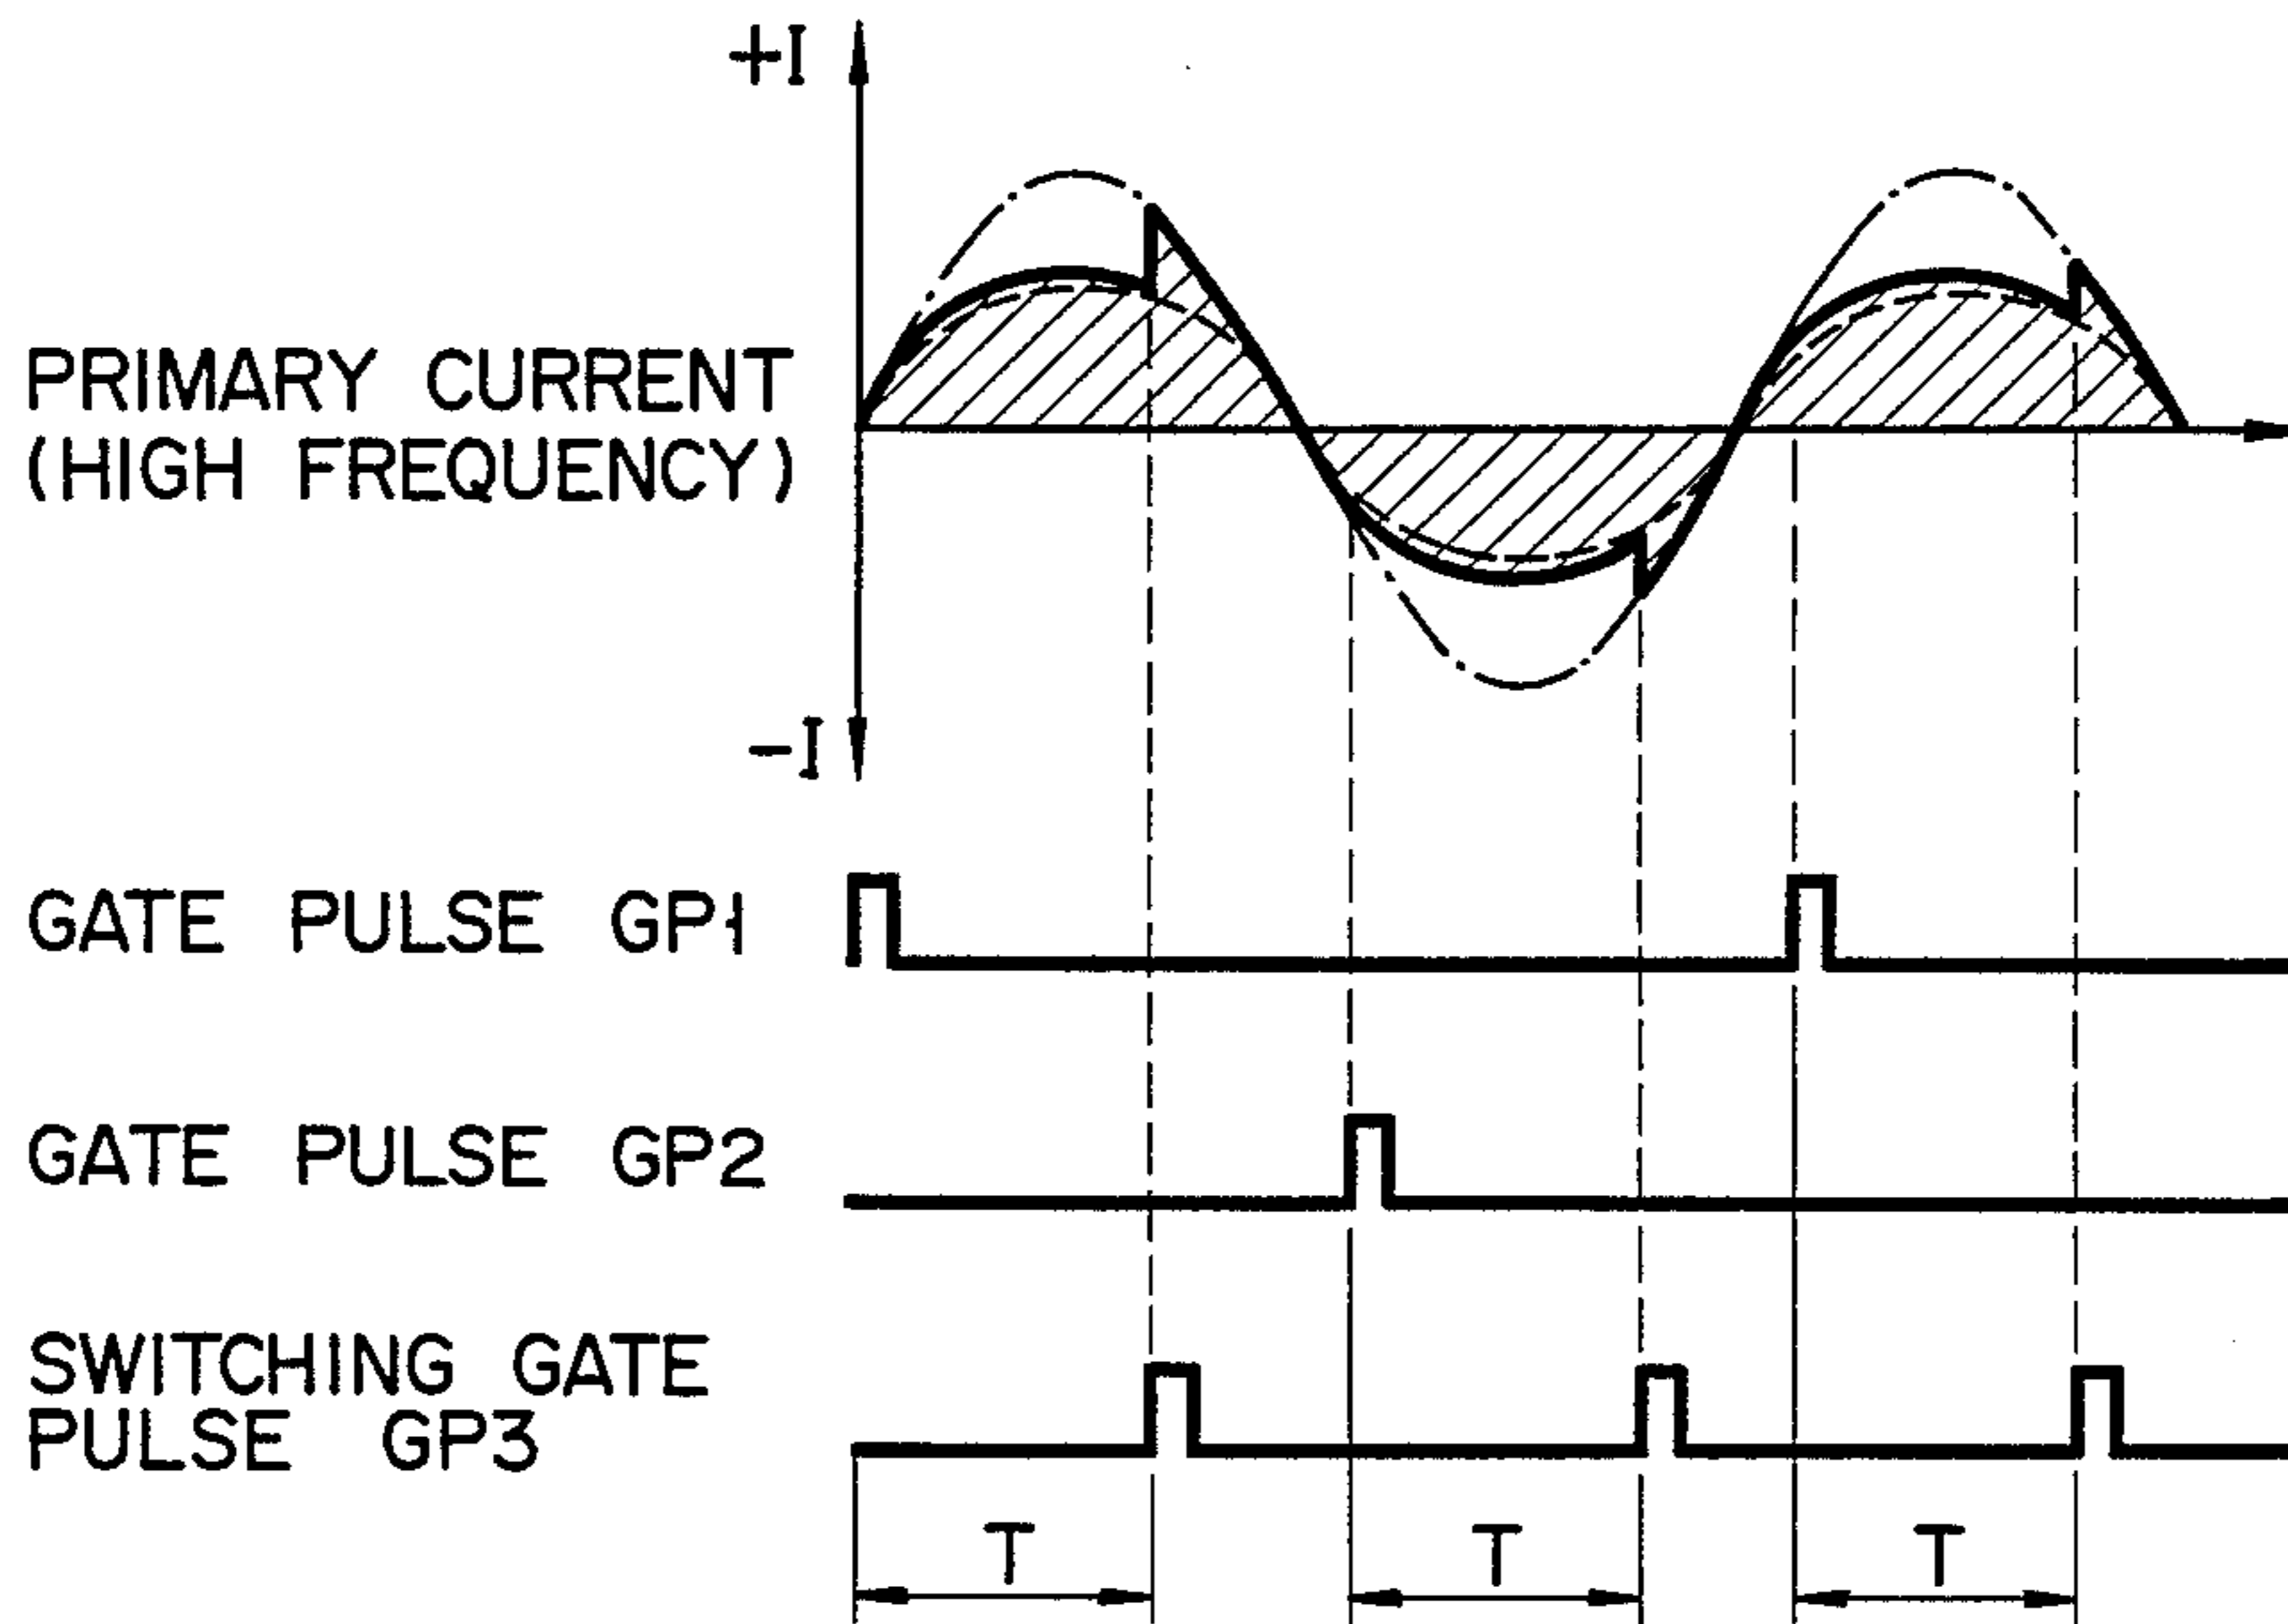 +I
PRIMARY CURRENT
(HIGH FREQUENCY)
-I
GATE PULSE GP1
GATE PULSE GP2
SWITCHING GATE
PULSE GP3
T T T